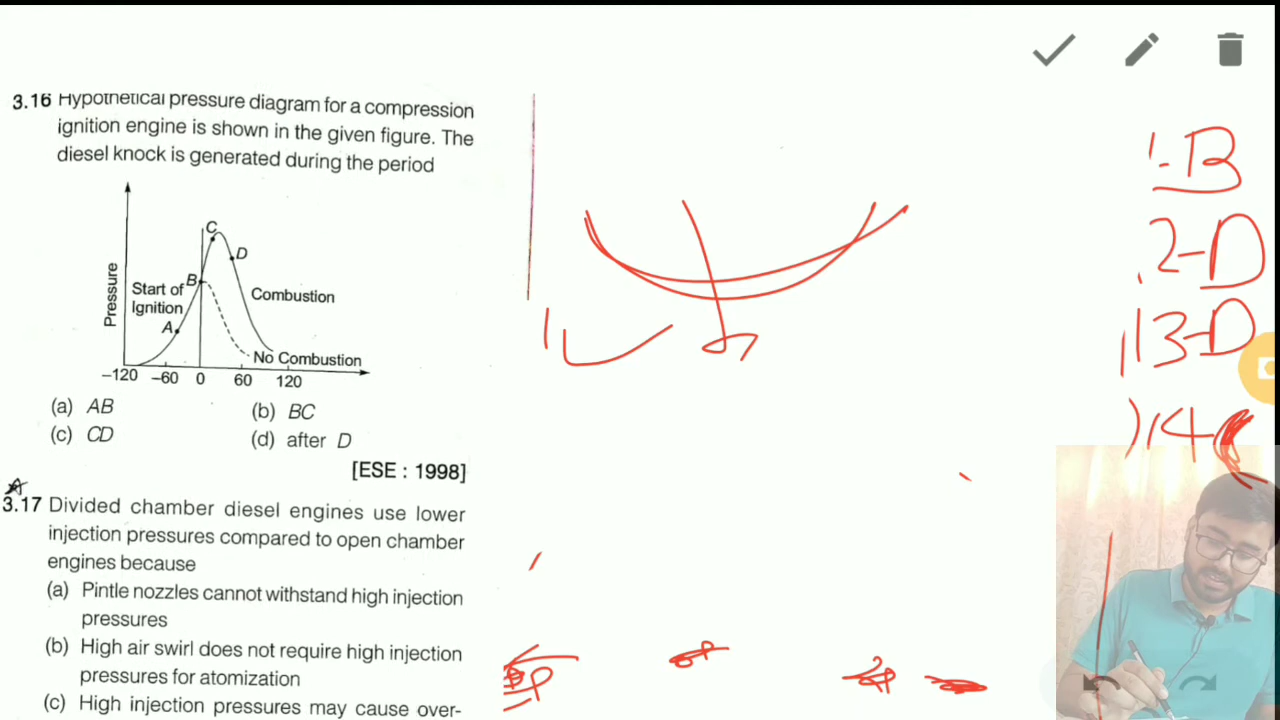 3.16 Hypothetical pressure diagram for a compression
ignition engine is shown in the given figure. The
diesel knock is generated during the period
Pressure
C
D
B
Start of
Ignition
A
Combustion
No Combustion
–120 –60 0 60 120
(a) AB (b) BC
(c) CD (d) after D
[ESE : 1998]
3.17 Divided chamber diesel engines use lower
injection pressures compared to open chamber
engines because
(a) Pintle nozzles cannot withstand high injection
pressures
(b) High air swirl does not require high injection
pressures for atomization
(c) High injection pressures may cause over-
1-B
2-D
13-D
14